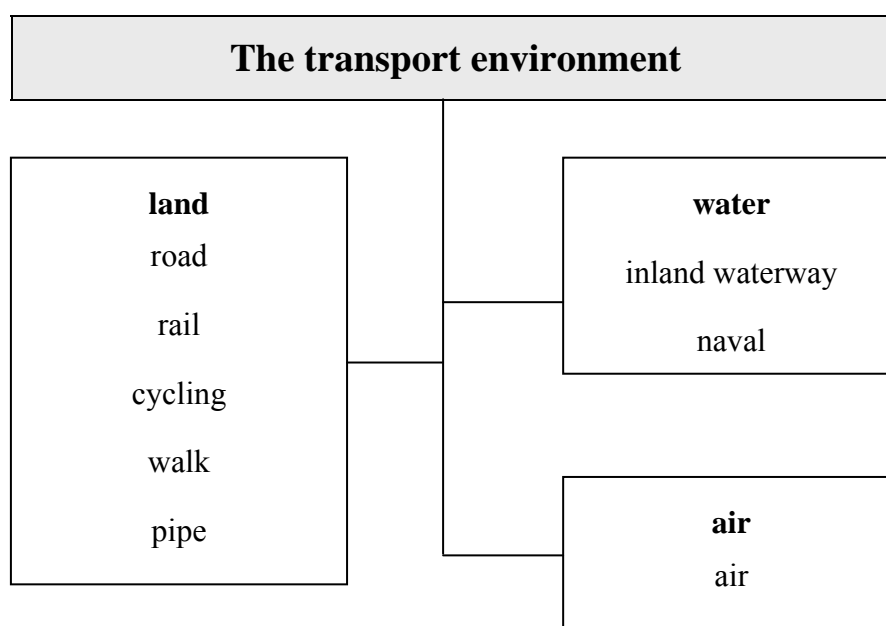 The transport environment
land
road
rail
cycling
walk
pipe
water
inland waterway
naval
air
air